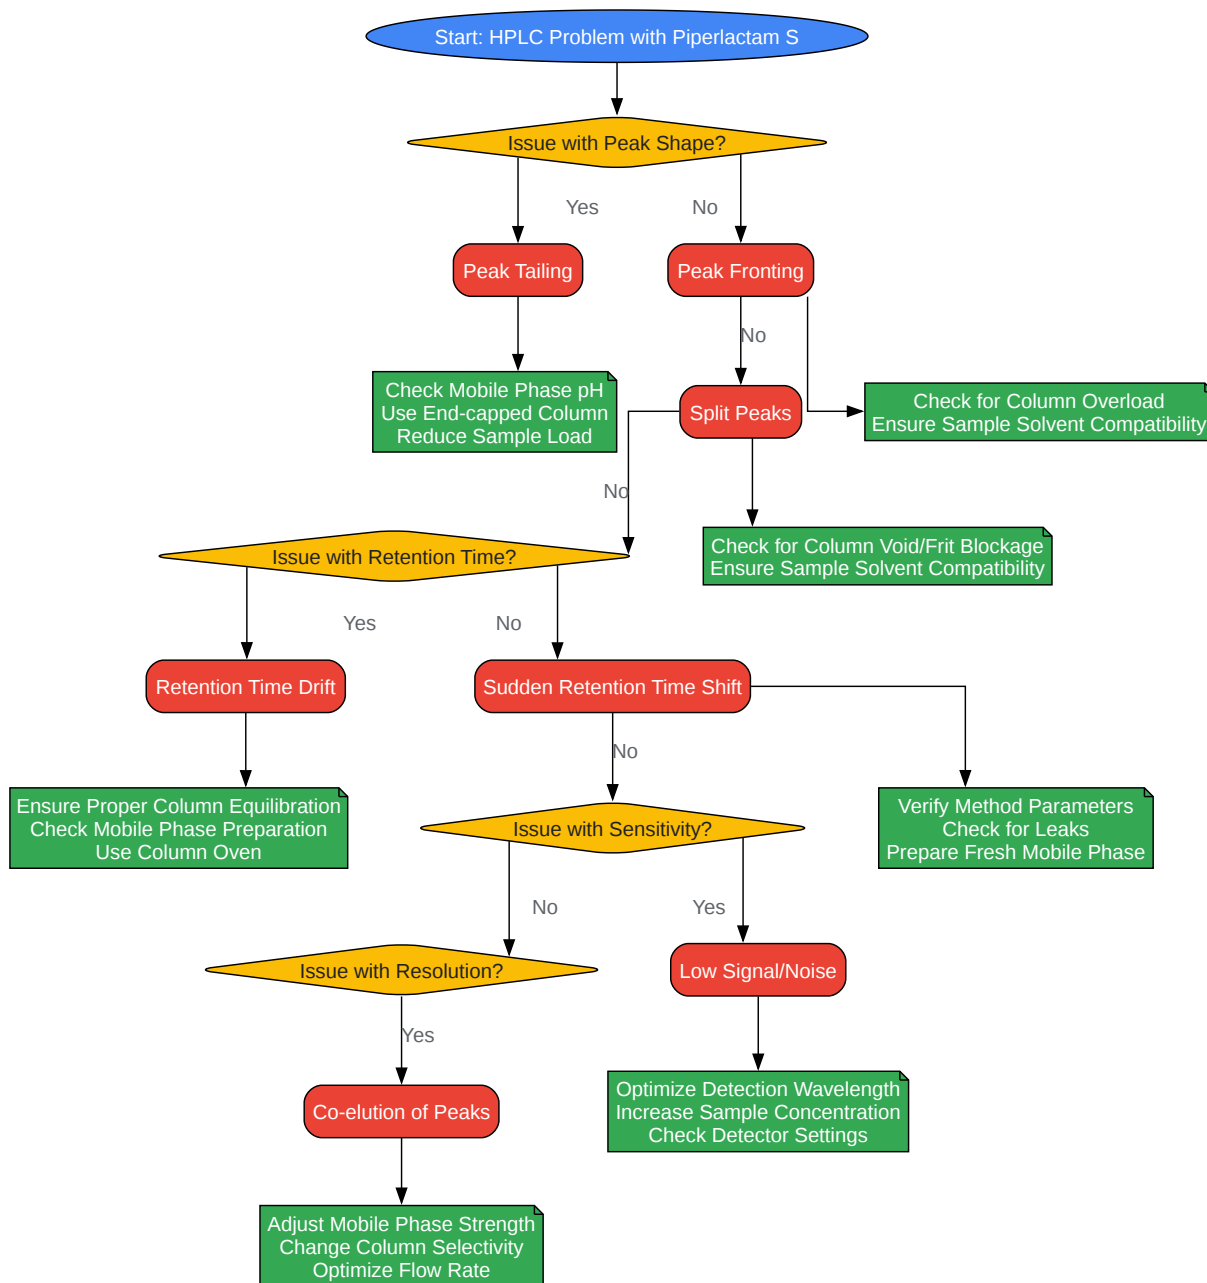 Start: HPLC Problem with Piperlactam S
Issue with Peak Shape?
Yes
No
Peak Tailing
Peak Fronting
No
Check Mobile Phase pH
Use End-capped Column
Reduce Sample Load
Split Peaks
Check for Column Overload
Ensure Sample Solvent Compatibility
No
Issue with Retention Time?
Check for Column Void/Frit Blockage
Ensure Sample Solvent Compatibility
Yes
No
Retention Time Drift
Sudden Retention Time Shift
No
Ensure Proper Column Equilibration
Check Mobile Phase Preparation
Use Column Oven
Issue with Sensitivity?
Verify Method Parameters
Check for Leaks
Prepare Fresh Mobile Phase
No
Yes
Issue with Resolution?
Low Signal/Noise
Yes
Co-elution of Peaks
Optimize Detection Wavelength
Increase Sample Concentration
Check Detector Settings
Adjust Mobile Phase Strength
Change Column Selectivity
Optimize Flow Rate